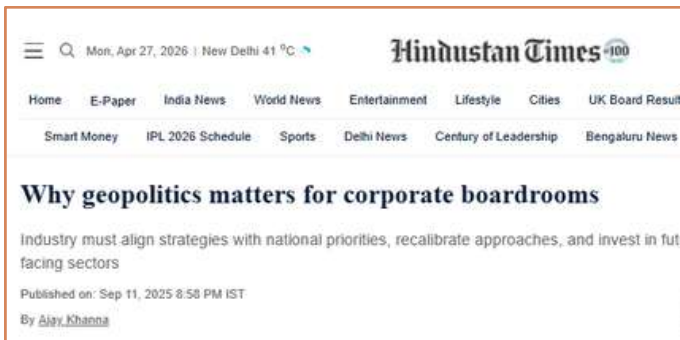 Mon, Apr 27, 2026 | New Delhi 41 °C
Hindustan Times 100
Home E-Paper India News World News Entertainment Lifestyle Cities UK Board Result
Smart Money IPL 2026 Schedule Sports Delhi News Century of Leadership Bengaluru News
Why geopolitics matters for corporate boardrooms
Industry must align strategies with national priorities, recalibrate approaches, and invest in fut
facing sectors
Published on: Sep 11, 2025 8:58 PM IST
By Ajay Khanna